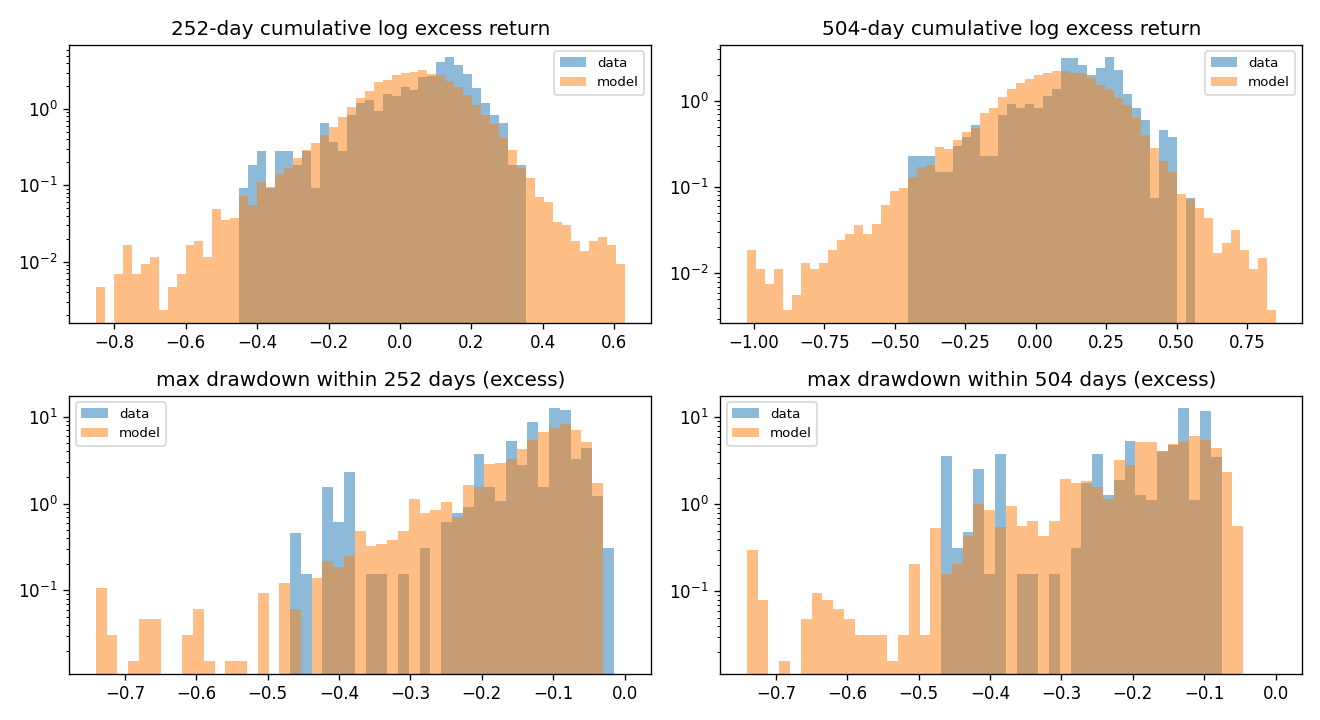 252-day cumulative log excess return
data
model
10⁰
10⁻¹
10⁻²
−0.8 −0.6 −0.4 −0.2 0.0 0.2 0.4 0.6
504-day cumulative log excess return
data
model
10⁰
10⁻¹
10⁻²
−1.00 −0.75 −0.50 −0.25 0.00 0.25 0.50 0.75
max drawdown within 252 days (excess)
data
model
10¹
10⁰
10⁻¹
−0.7 −0.6 −0.5 −0.4 −0.3 −0.2 −0.1 0.0
max drawdown within 504 days (excess)
data
model
10¹
10⁰
10⁻¹
−0.7 −0.6 −0.5 −0.4 −0.3 −0.2 −0.1 0.0